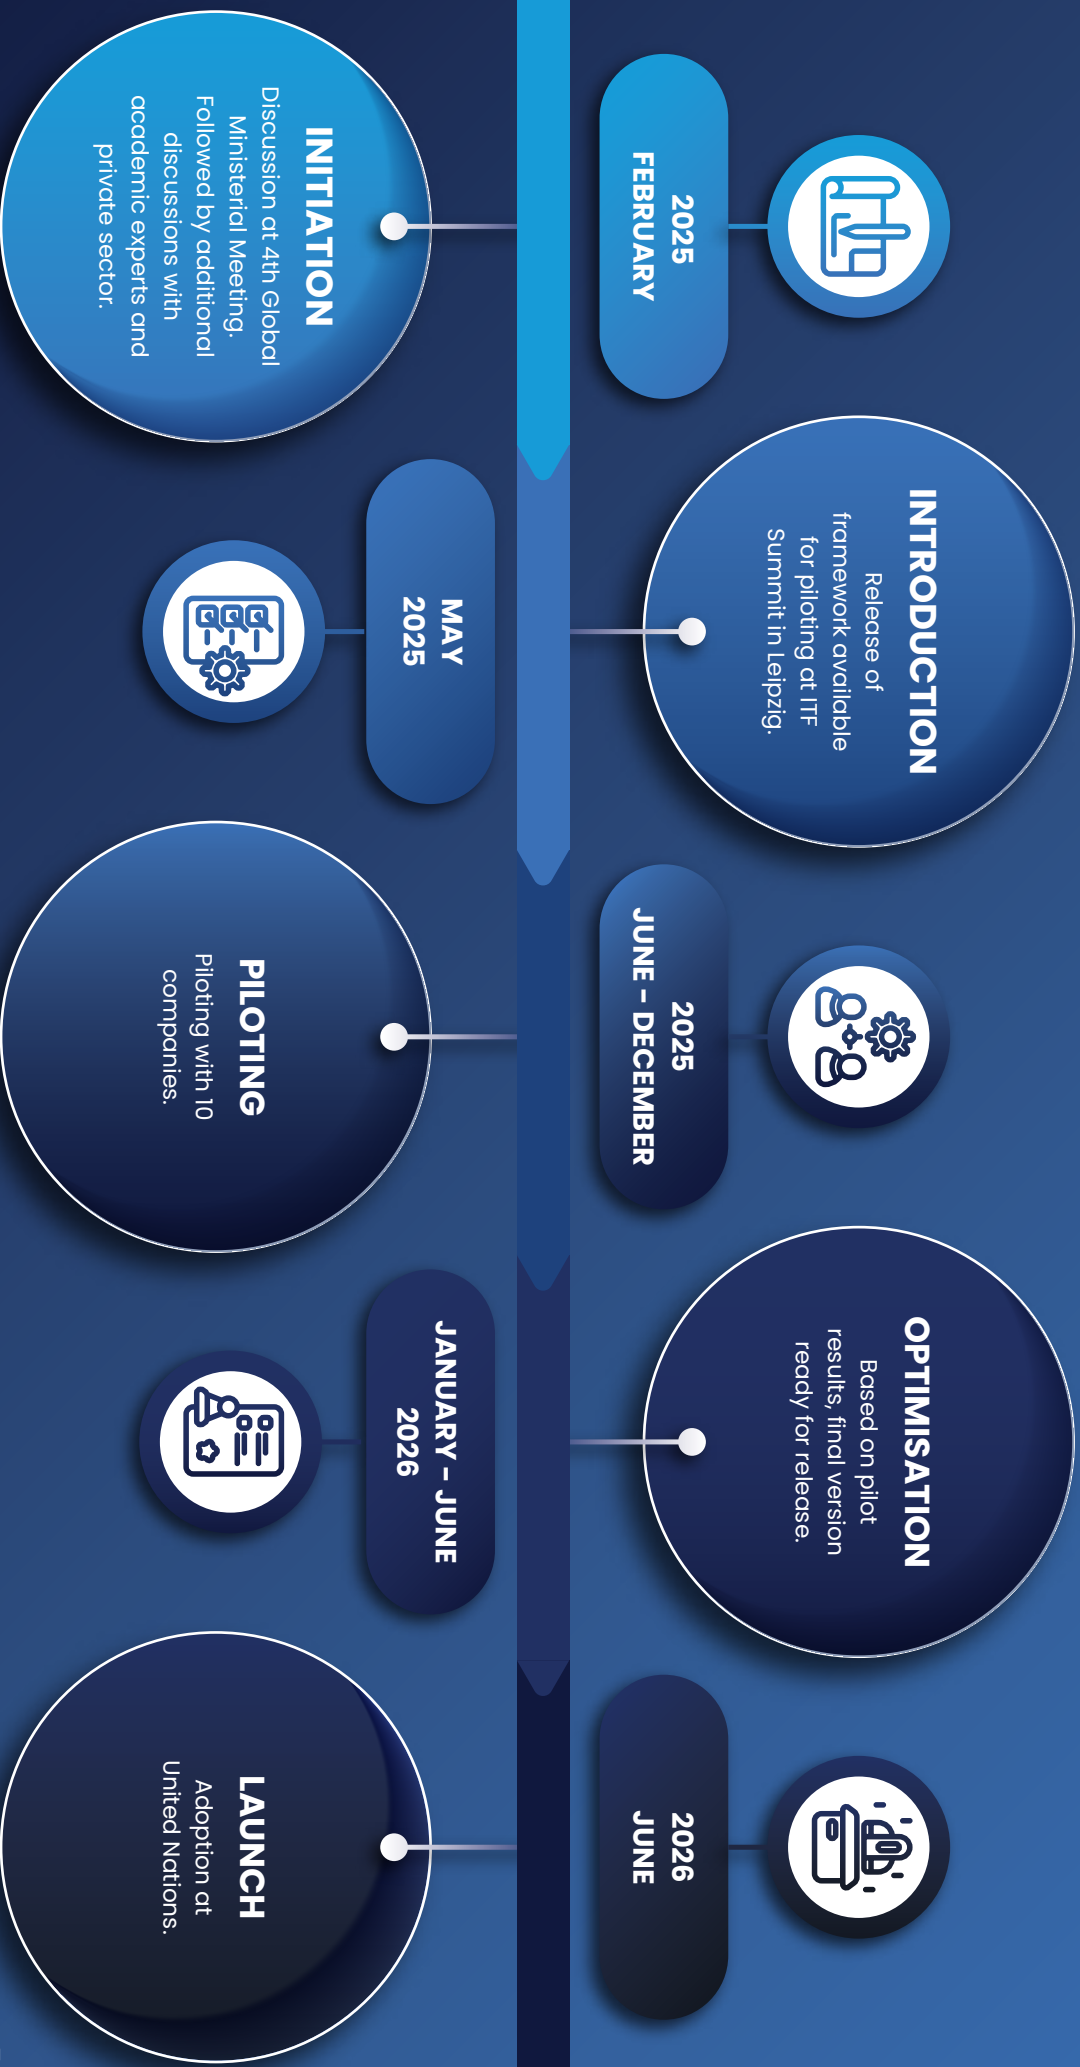 2025
FEBRUARY
INITIATION
Discussion at 4th Global
Ministerial Meeting.
Followed by additional
discussions with
academic experts and
private sector.
INTRODUCTION
Release of
framework available
for piloting at ITF
Summit in Leipzig.
MAY
2025
2025
JUNE – DECEMBER
PILOTING
Piloting with 10
companies.
OPTIMISATION
Based on pilot
results, final version
ready for release.
JANUARY – JUNE
2026
2026
JUNE
LAUNCH
Adoption at
United Nations.